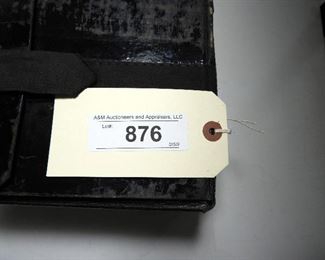 A&M Auctioneers and Appraisers, LLC
Lot#:
876